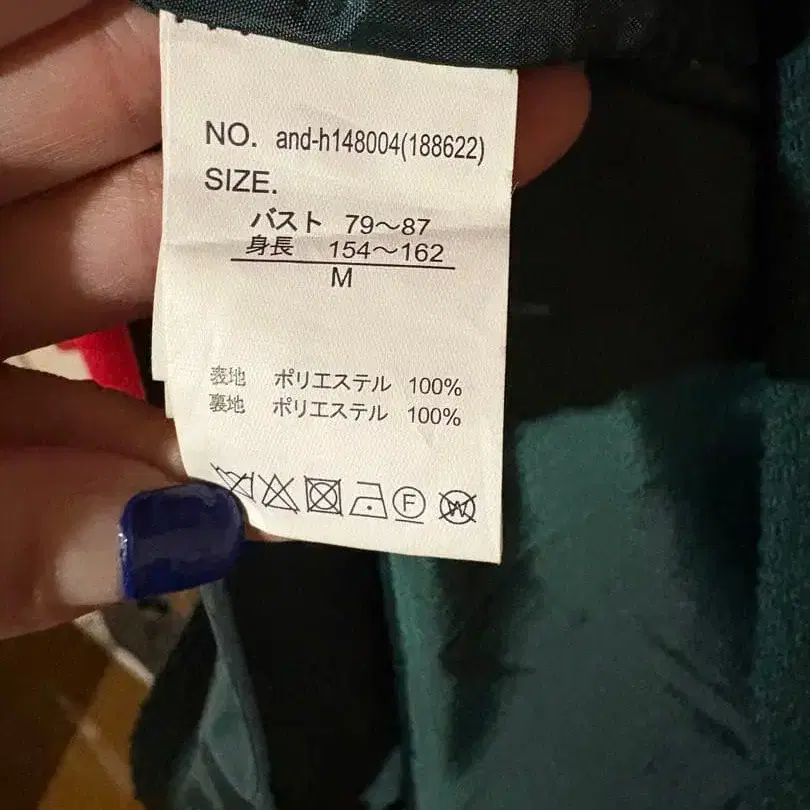 NO. and-h148004(188622)
SIZE.
バスト 79～87
身長 154～162
M
表地 ポリエステル 100%
裏地 ポリエステル 100%
F W